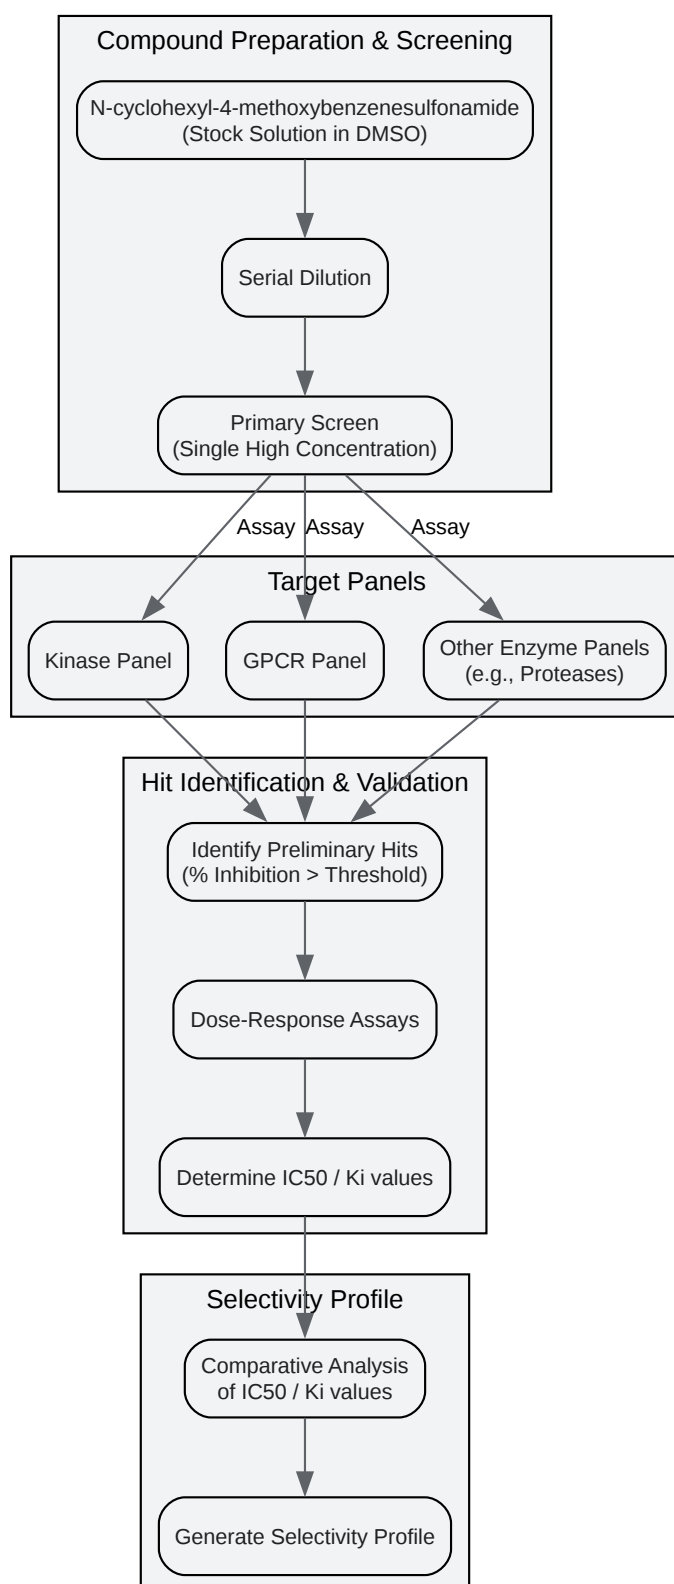 Compound Preparation & Screening
N-cyclohexyl-4-methoxybenzenesulfonamide
(Stock Solution in DMSO)
Serial Dilution
Primary Screen
(Single High Concentration)
Assay Assay Assay
Target Panels
Kinase Panel
GPCR Panel
Other Enzyme Panels
(e.g., Proteases)
Hit Identification & Validation
Identify Preliminary Hits
(% Inhibition > Threshold)
Dose-Response Assays
Determine IC50 / Ki values
Selectivity Profile
Comparative Analysis
of IC50 / Ki values
Generate Selectivity Profile